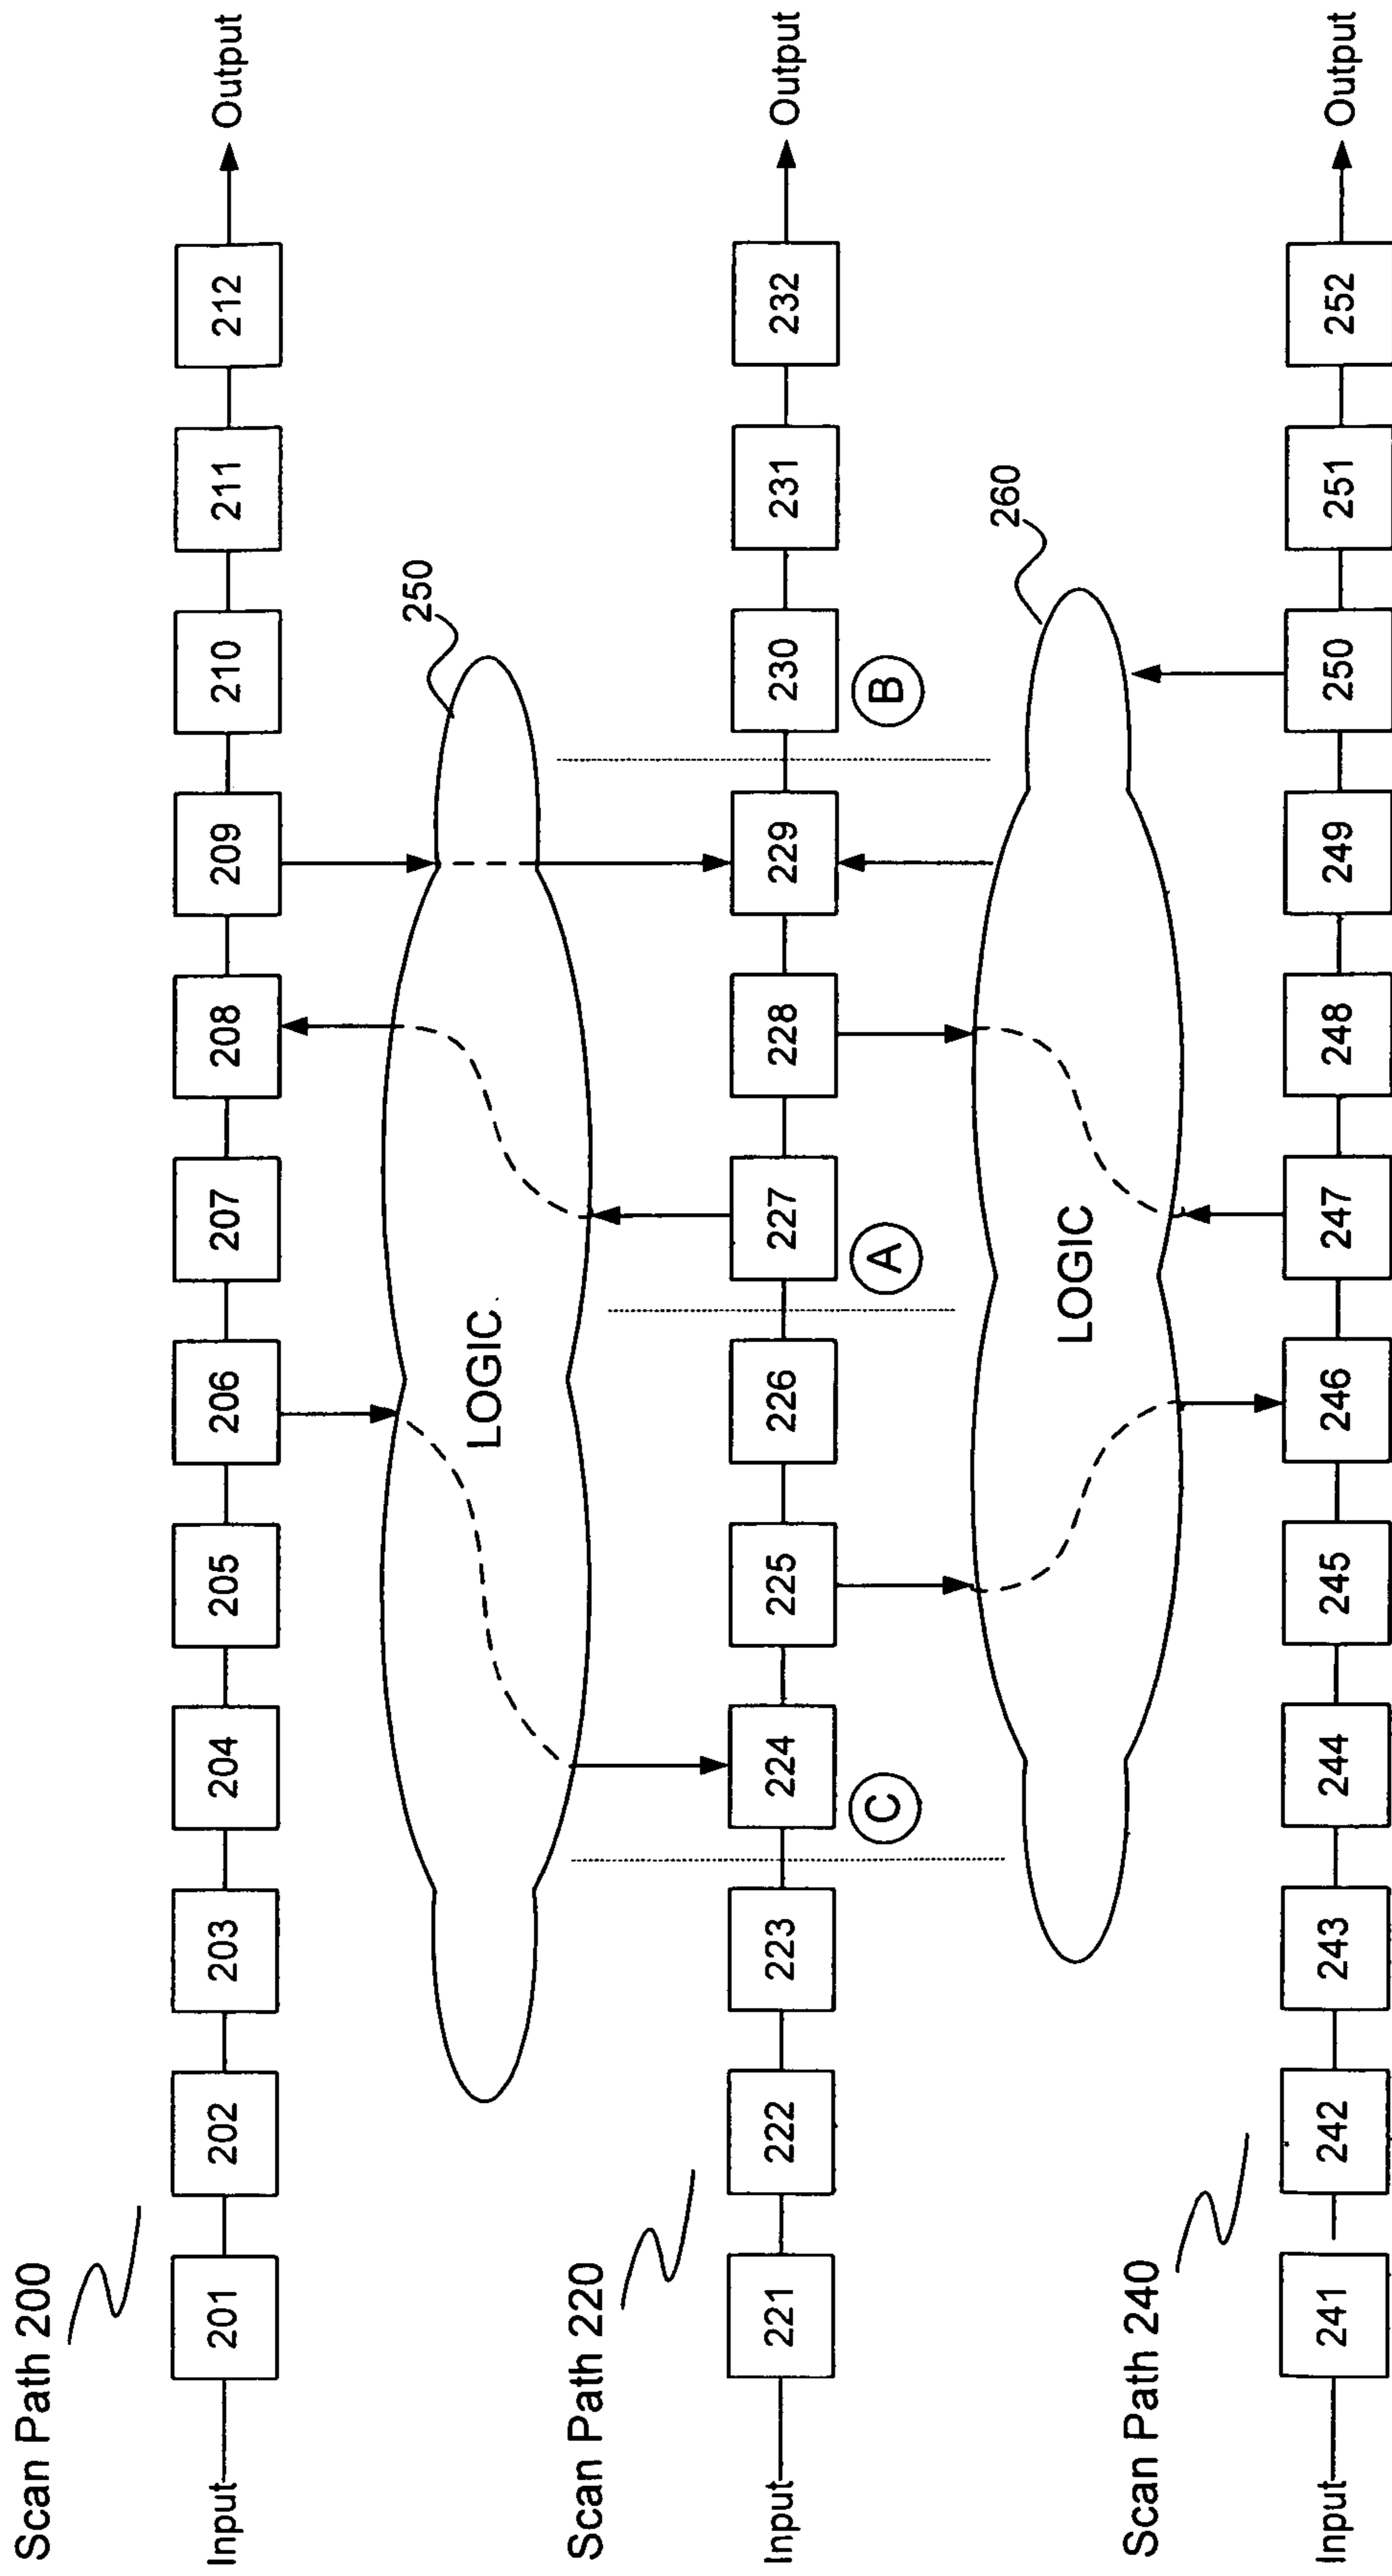 Scan Path 200
Input
201
202
203
204
205
206
207
208
209
210
211
212
Output
LOGIC
250
Scan Path 220
Input
221
222
223
224
225
226
227
228
229
230
231
232
Output
C
A
B
LOGIC
260
Scan Path 240
Input
241
242
243
244
245
246
247
248
249
250
251
252
Output